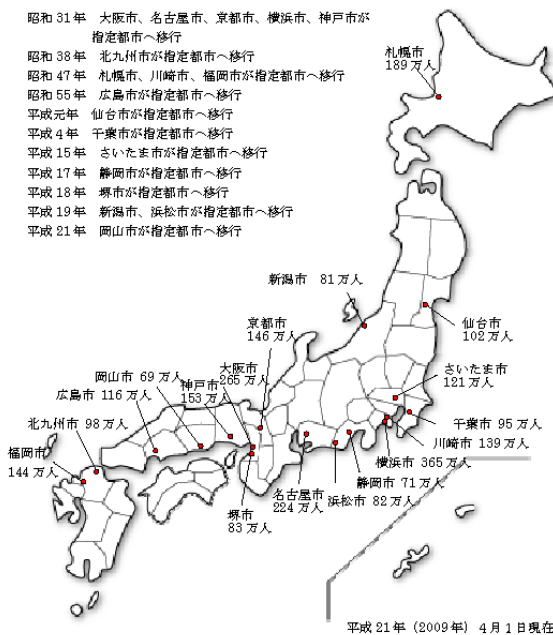 昭和31年 大阪市、名古屋市、京都市、横浜市、神戸市が
指定都市へ移行
昭和38年 北九州市が指定都市へ移行
昭和47年 札幌市、川崎市、福岡市が指定都市へ移行
昭和55年 広島市が指定都市へ移行
平成元年 仙台市が指定都市へ移行
平成4年 千葉市が指定都市へ移行
平成15年 さいたま市が指定都市へ移行
平成17年 静岡市が指定都市へ移行
平成18年 堺市が指定都市へ移行
平成19年 新潟市、浜松市が指定都市へ移行
平成21年 岡山市が指定都市へ移行
札幌市
189万人
新潟市 81万人
仙台市
102万人
京都市
146万人
大阪市
265万人
神戸市
153万人
岡山市 69万人
広島市 116万人
北九州市 98万人
福岡市
144万人
さいたま市
121万人
千葉市 95万人
川崎市 139万人
横浜市 365万人
静岡市 71万人
浜松市 82万人
名古屋市
224万人
堺市
83万人
平成21年(2009年)4月1日現在